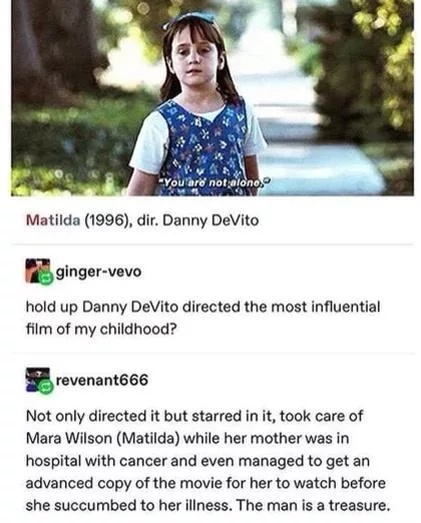 "You are not alone."
Matilda (1996), dir. Danny DeVito
ginger-vevo
hold up Danny DeVito directed the most influential
film of my childhood?
revenant666
Not only directed it but starred in it, took care of
Mara Wilson (Matilda) while her mother was in
hospital with cancer and even managed to get an
advanced copy of the movie for her to watch before
she succumbed to her illness. The man is a treasure.